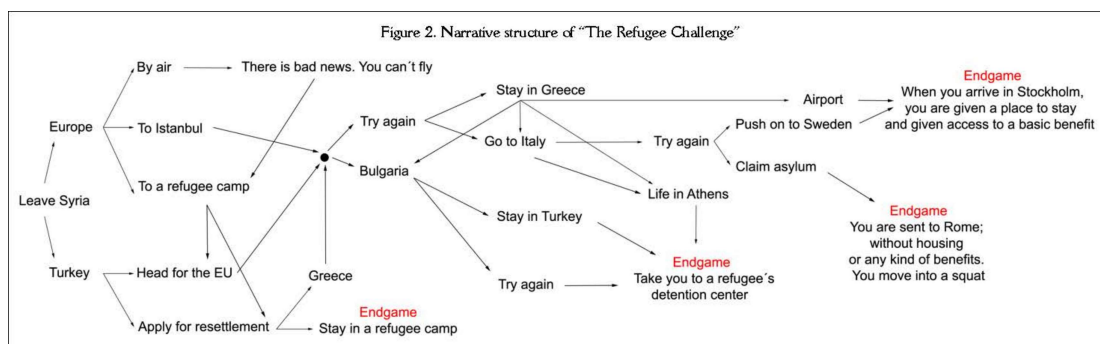 Figure 2. Narrative structure of “The Refugee Challenge”
By air
There is bad news. You can´t fly
Europe
To Istanbul
To a refugee camp
Leave Syria
Turkey
Head for the EU
Apply for resettlement
Greece
Endgame
Stay in a refugee camp
Try again
Bulgaria
Stay in Greece
Go to Italy
Stay in Turkey
Try again
Try again
Life in Athens
Endgame
Take you to a refugee´s
detention center
Airport
Push on to Sweden
Claim asylum
Endgame
When you arrive in Stockholm,
you are given a place to stay
and given access to a basic benefit
Endgame
You are sent to Rome;
without housing
or any kind of benefits.
You move into a squat